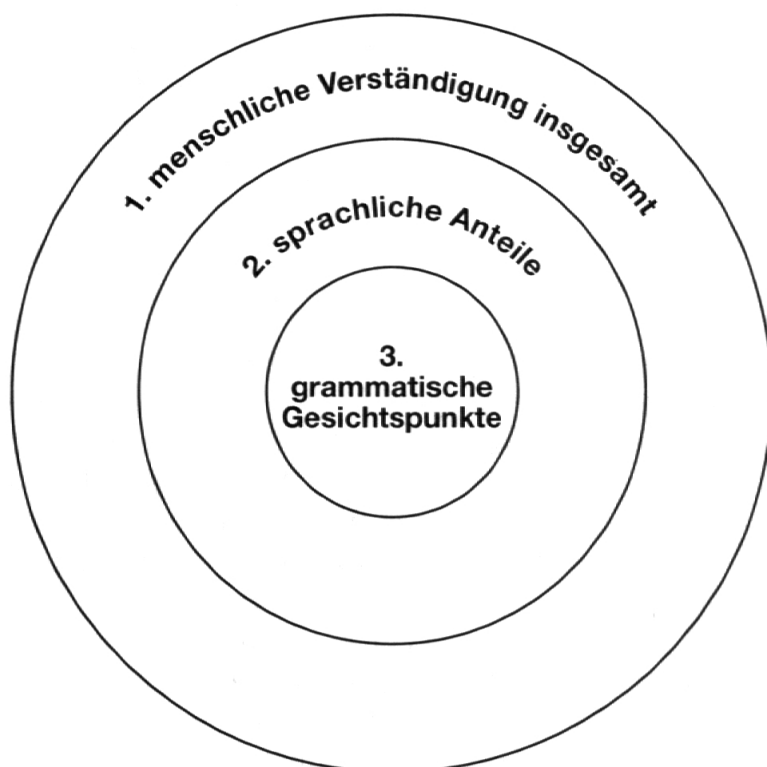 1. menschliche Verständigung insgesamt
2. sprachliche Anteile
3.
grammatische
Gesichtspunkte